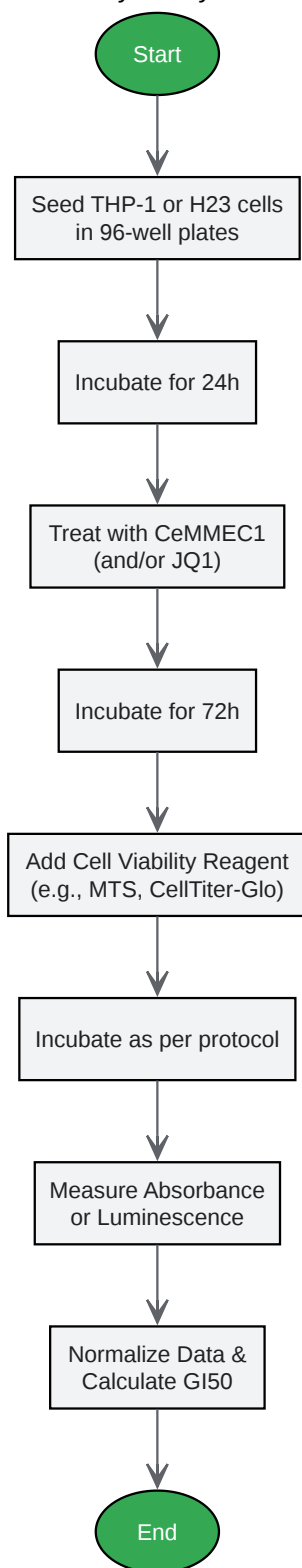 Start
Seed THP-1 or H23 cells
in 96-well plates
Incubate for 24h
Treat with CeMMEC1
(and/or JQ1)
Incubate for 72h
Add Cell Viability Reagent
(e.g., MTS, CellTiter-Glo)
Incubate as per protocol
Measure Absorbance
or Luminescence
Normalize Data &
Calculate GI50
End